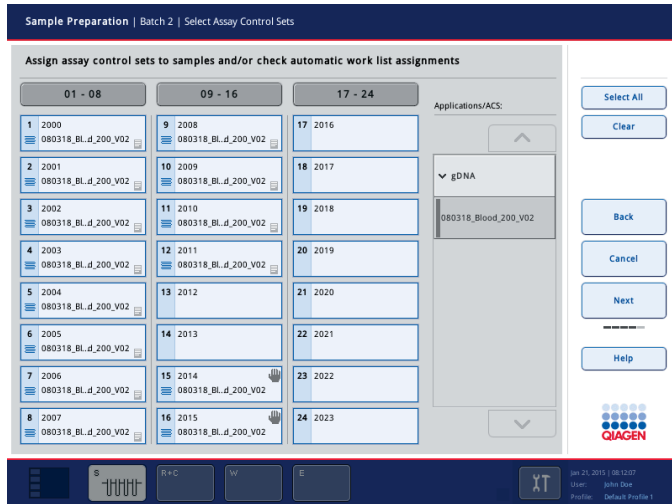 Sample Preparation | Batch 2 | Select Assay Control Sets
Assign assay control sets to samples and/or check automatic work list assignments
01 - 08
09 - 16
17 - 24
Applications/ACS:
1 2000
080318_Bl..d_200_V02
2 2001
080318_Bl..d_200_V02
3 2002
080318_Bl..d_200_V02
4 2003
080318_Bl..d_200_V02
5 2004
080318_Bl..d_200_V02
6 2005
080318_Bl..d_200_V02
7 2006
080318_Bl..d_200_V02
8 2007
080318_Bl..d_200_V02
9 2008
080318_Bl..d_200_V02
10 2009
080318_Bl..d_200_V02
11 2010
080318_Bl..d_200_V02
12 2011
080318_Bl..d_200_V02
13 2012
14 2013
15 2014
080318_Bl..d_200_V02
16 2015
080318_Bl..d_200_V02
17 2016
18 2017
19 2018
20 2019
21 2020
22 2021
23 2022
24 2023
gDNA
080318_Blood_200_V02
Select All
Clear
Back
Cancel
Next
Help
QIAGEN
S
R+C
W
E
Jan 21, 2015 | 08:12:07
User: John Doe
Profile: Default Profile 1